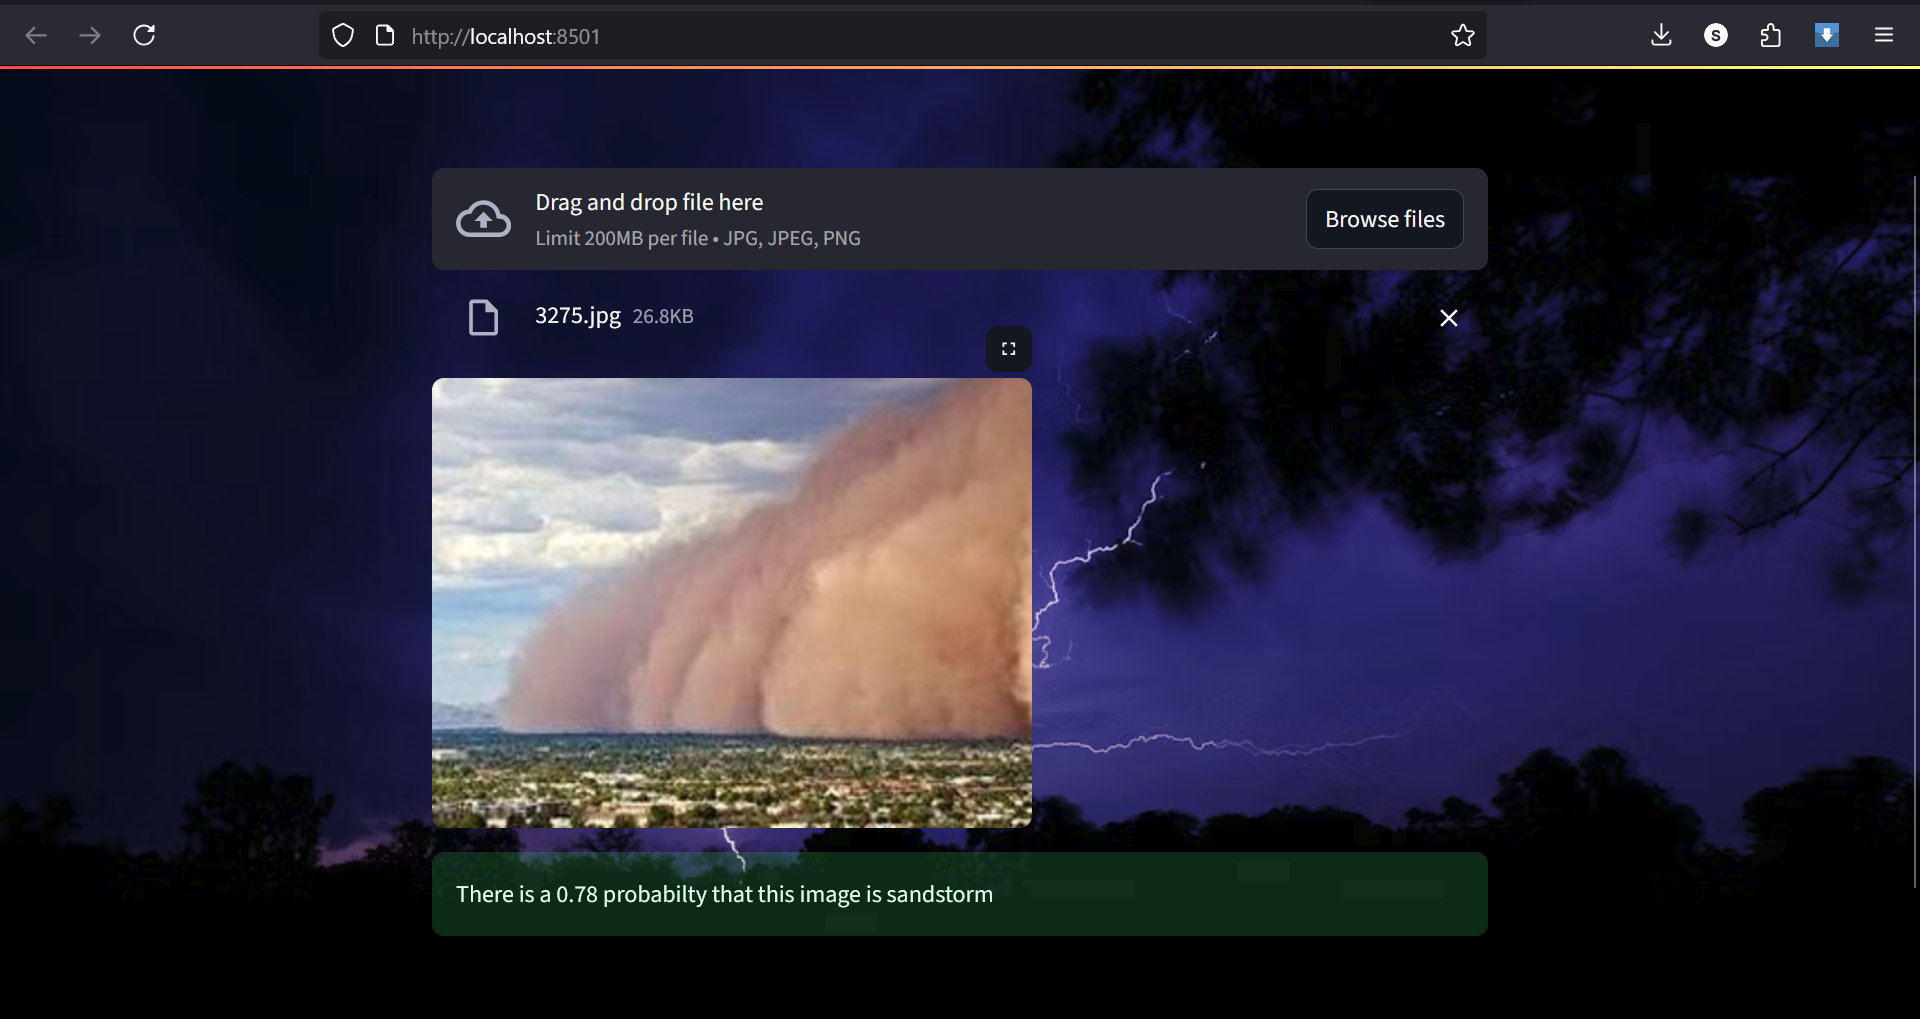 http://localhost:8501
S
Drag and drop file here
Limit 200MB per file • JPG, JPEG, PNG
Browse files
3275.jpg 26.8KB
There is a 0.78 probabilty that this image is sandstorm